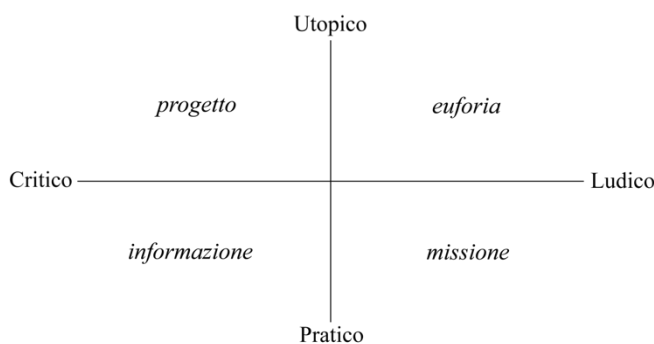 Utopico
progetto euforia
Critico Ludico
informazione missione
Pratico